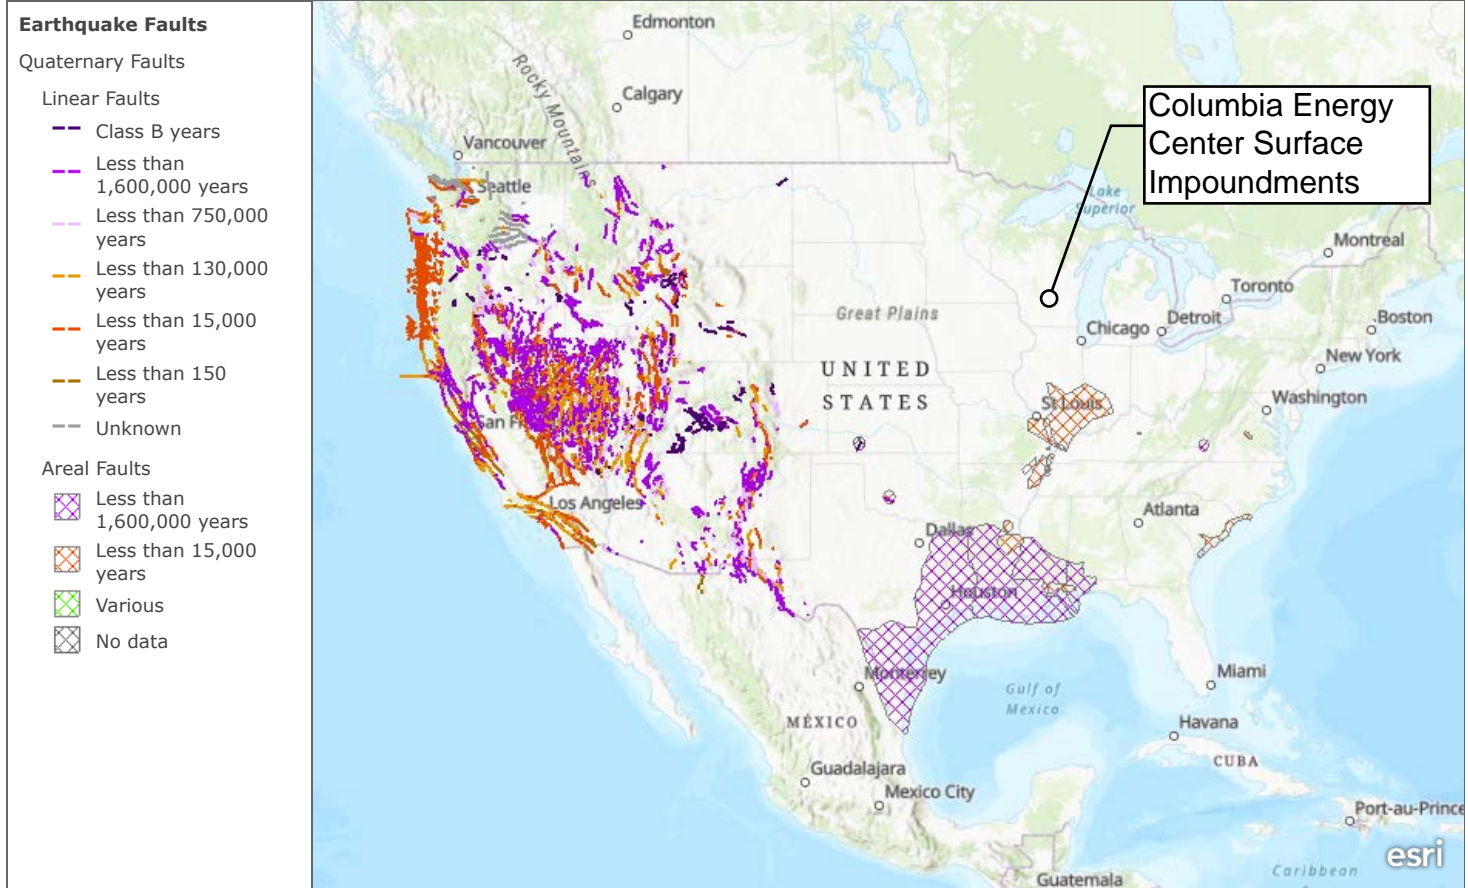 Earthquake Faults
Quaternary Faults
Linear Faults
Class B years
Less than
1,600,000 years
Less than 750,000
years
Less than 130,000
years
Less than 15,000
years
Less than 150
years
Unknown
Areal Faults
Less than
1,600,000 years
Less than 15,000
years
Various
No data
Edmonton
Rocky Mountains
Calgary
Vancouver
Seattle
Columbia Energy
Center Surface
Impoundments
Lake
Superior
Montreal
Toronto
Great Plains
Detroit
Boston
Chicago
New York
UNITED
STATES
Washington
St Louis
San Fr
Los Angeles
Atlanta
Dallas
Houston
Monterrey
Miami
Gulf of
Mexico
MÉXICO
Havana
CUBA
Guadalajara
Mexico City
Port-au-Prince
esri
Caribbean
Guatemala